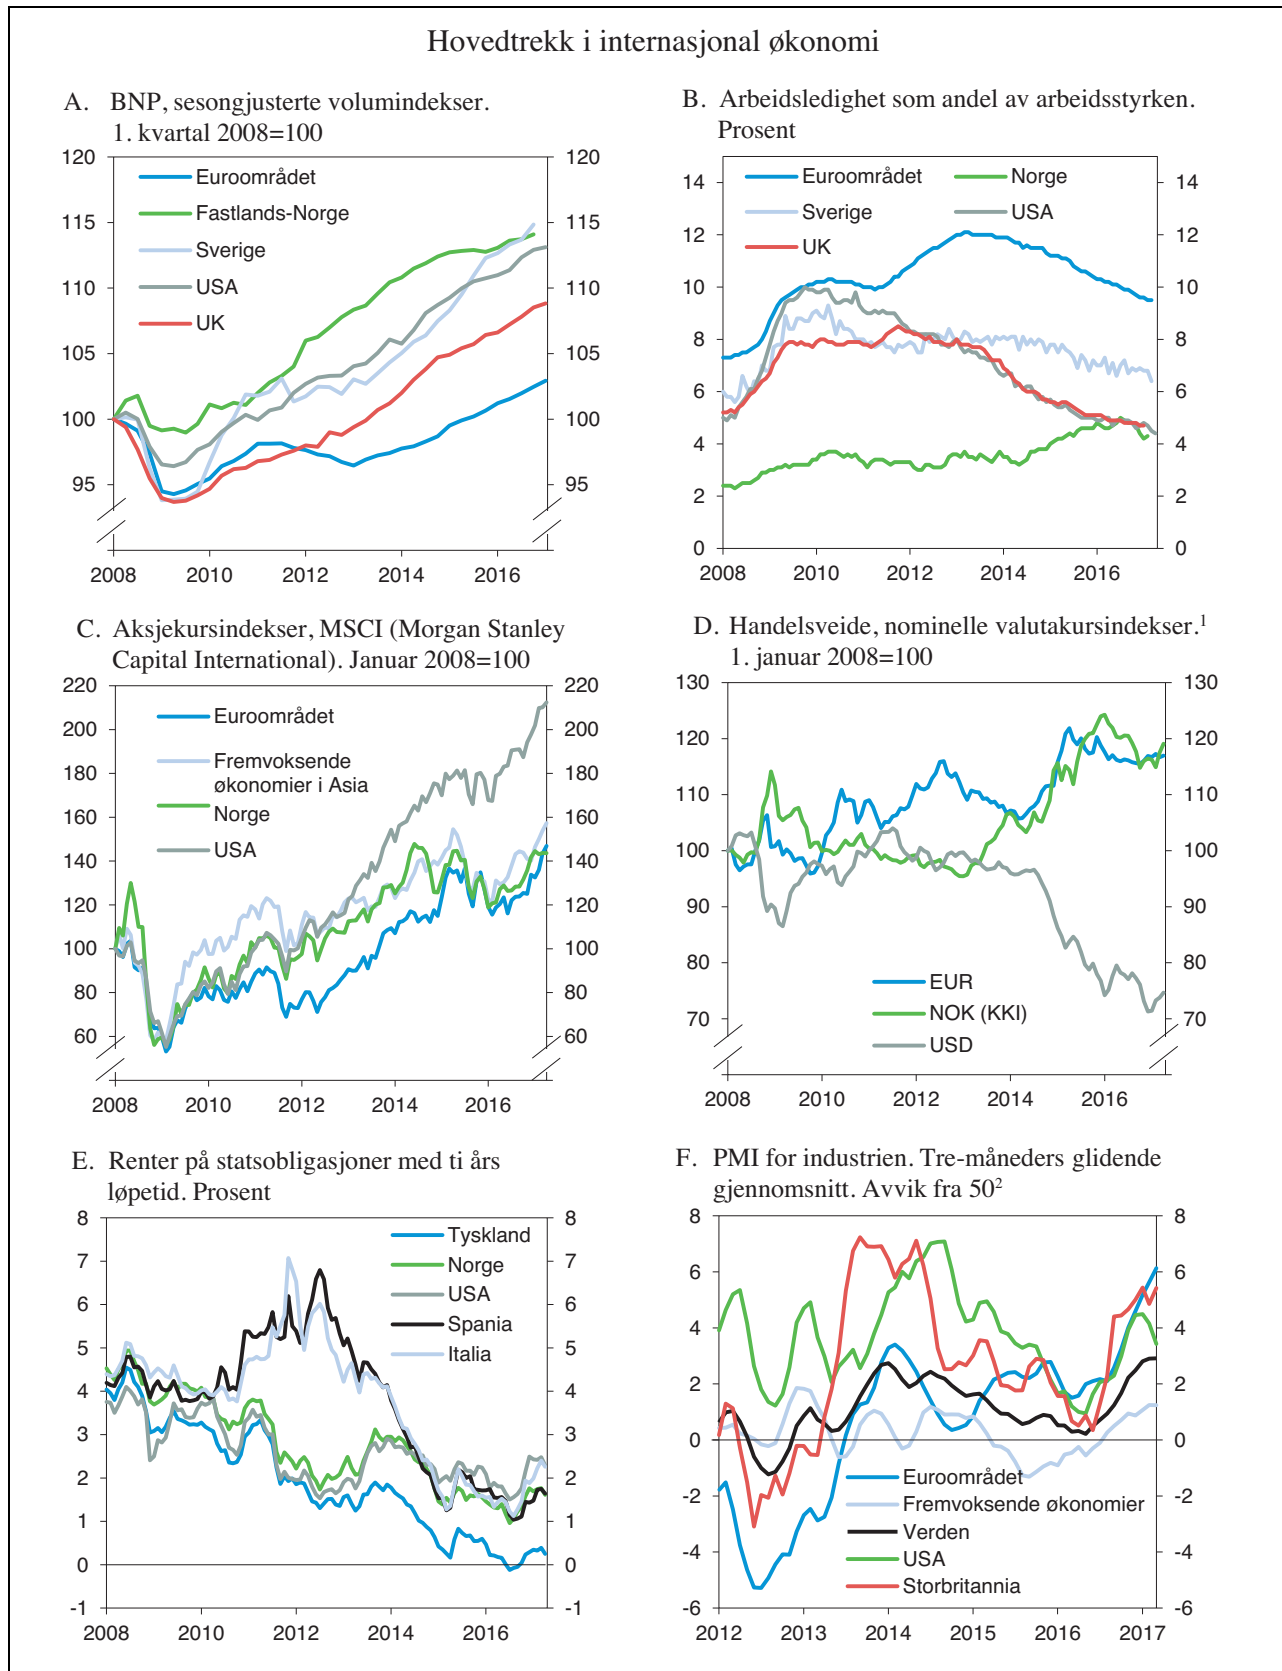 Hovedtrekk i internasjonal økonomi
A. BNP, sesongjusterte volumindekser.
1. kvartal 2008=100
120 120
Euroområdet
Fastlands-Norge
115 115
Sverige
110 USA 110
UK
105 105
100 100
95 95
2008 2010 2012 2014 2016
B. Arbeidsledighet som andel av arbeidsstyrken.
Prosent
14 Euroområdet Norge 14
Sverige USA
12 UK 12
10 10
8 8
6 6
4 4
2 2
0 0
2008 2010 2012 2014 2016
C. Aksjekursindekser, MSCI (Morgan Stanley
Capital International). Januar 2008=100
220 220
Euroområdet
200 200
Fremvoksende
180 økonomier i Asia 180
Norge
160 160
USA
140 140
120 120
100 100
80 80
60 60
2008 2010 2012 2014 2016
D. Handelsveide, nominelle valutakursindekser.¹
1. januar 2008=100
130 130
120 120
110 110
100 100
90 90
80 80
EUR
NOK (KKI)
70 70
USD
2008 2010 2012 2014 2016
E. Renter på statsobligasjoner med ti års
løpetid. Prosent
8 8
Tyskland
7 Norge 7
USA
6 6
Spania
5 Italia 5
4 4
3 3
2 2
1 1
0 0
-1 -1
2008 2010 2012 2014 2016
F. PMI for industrien. Tre-måneders glidende
gjennomsnitt. Avvik fra 50²
8 8
6 6
4 4
2 2
0 0
Euroområdet
-2 Fremvoksende økonomier -2
Verden
-4 USA -4
Storbritannia
-6 -6
2012 2013 2014 2015 2016 2017